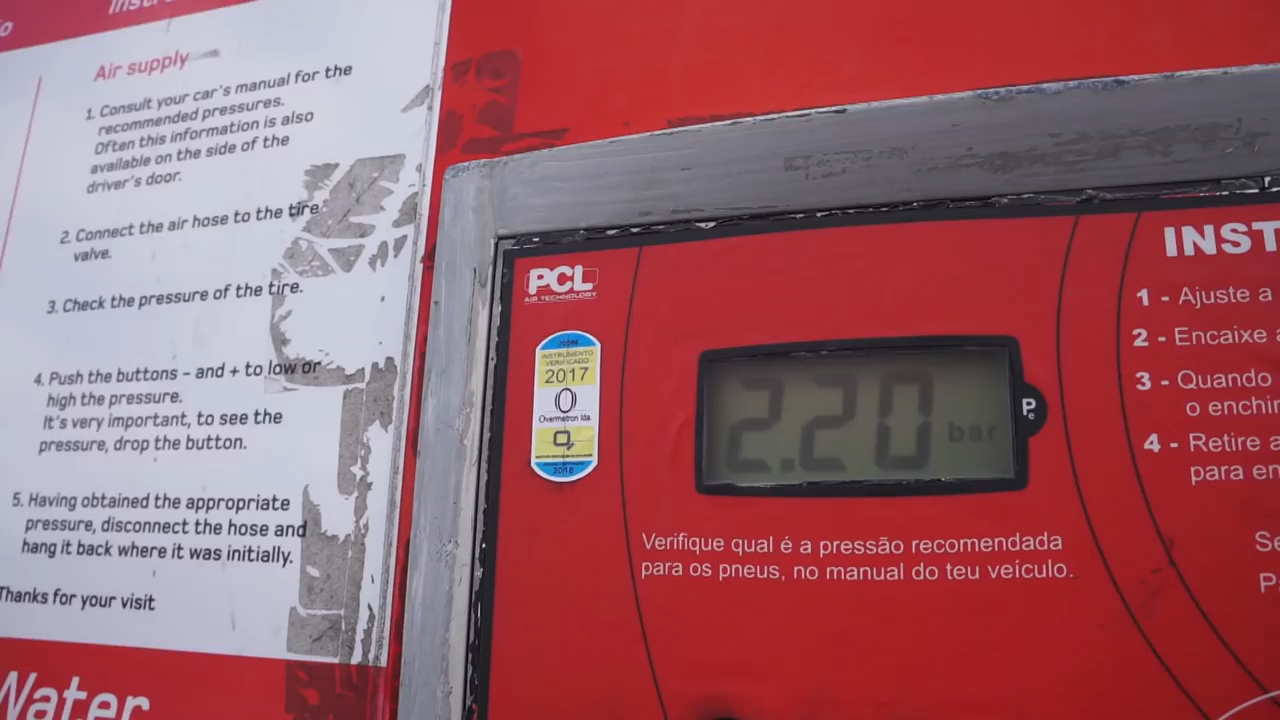 Air supply
1. Consult your car's manual for the
recommended pressures.
Often this information is also
available on the side of the
driver's door.
2. Connect the air hose to the tire
valve.
3. Check the pressure of the tire.
4. Push the buttons – and + to low or
high the pressure.
It's very important, to see the
pressure, drop the button.
5. Having obtained the appropriate
pressure, disconnect the hose and
hang it back where it was initially.
Thanks for your visit
Water
PCL
AIR TECHNOLOGY
INSTRUMENTO
VERIFICADO
2017
Overmetron lda.
2018
2.20 bar
Pe
Verifique qual é a pressão recomendada
para os pneus, no manual do teu veículo.
INST
1 - Ajuste a
2 - Encaixe
3 - Quando
o enchi
4 - Retire a
para en
Se
P